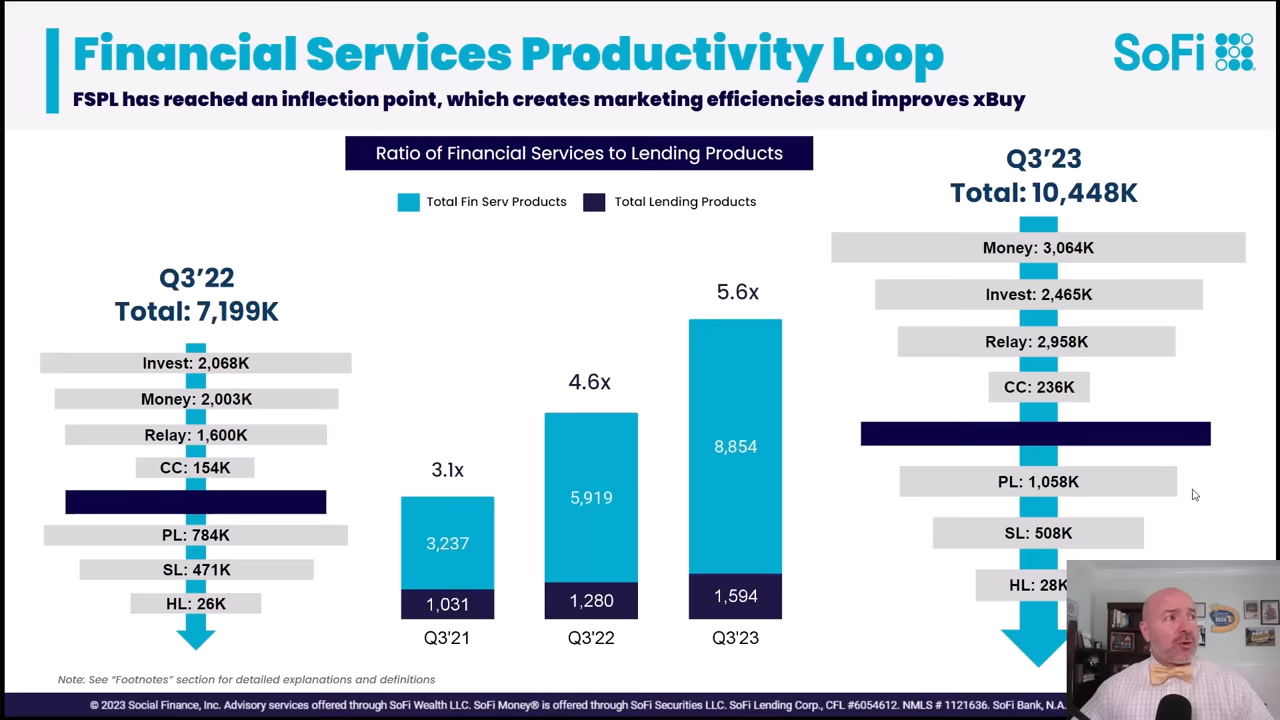 Financial Services Productivity Loop
FSPL has reached an inflection point, which creates marketing efficiencies and improves xBuy
SoFi
Ratio of Financial Services to Lending Products
Total Fin Serv Products
Total Lending Products
Q3’22
Total: 7,199K
Invest: 2,068K
Money: 2,003K
Relay: 1,600K
CC: 154K
PL: 784K
SL: 471K
HL: 26K
3.1x
3,237
1,031
Q3'21
4.6x
5,919
1,280
Q3'22
5.6x
8,854
1,594
Q3'23
Q3’23
Total: 10,448K
Money: 3,064K
Invest: 2,465K
Relay: 2,958K
CC: 236K
PL: 1,058K
SL: 508K
HL: 28K
Note: See “Footnotes” section for detailed explanations and definitions
© 2023 Social Finance, Inc. Advisory services offered through SoFi Wealth LLC. SoFi Money® is offered through SoFi Securities LLC. SoFi Lending Corp., CFL #6054612. NMLS # 1121636. SoFi Bank, N.A.